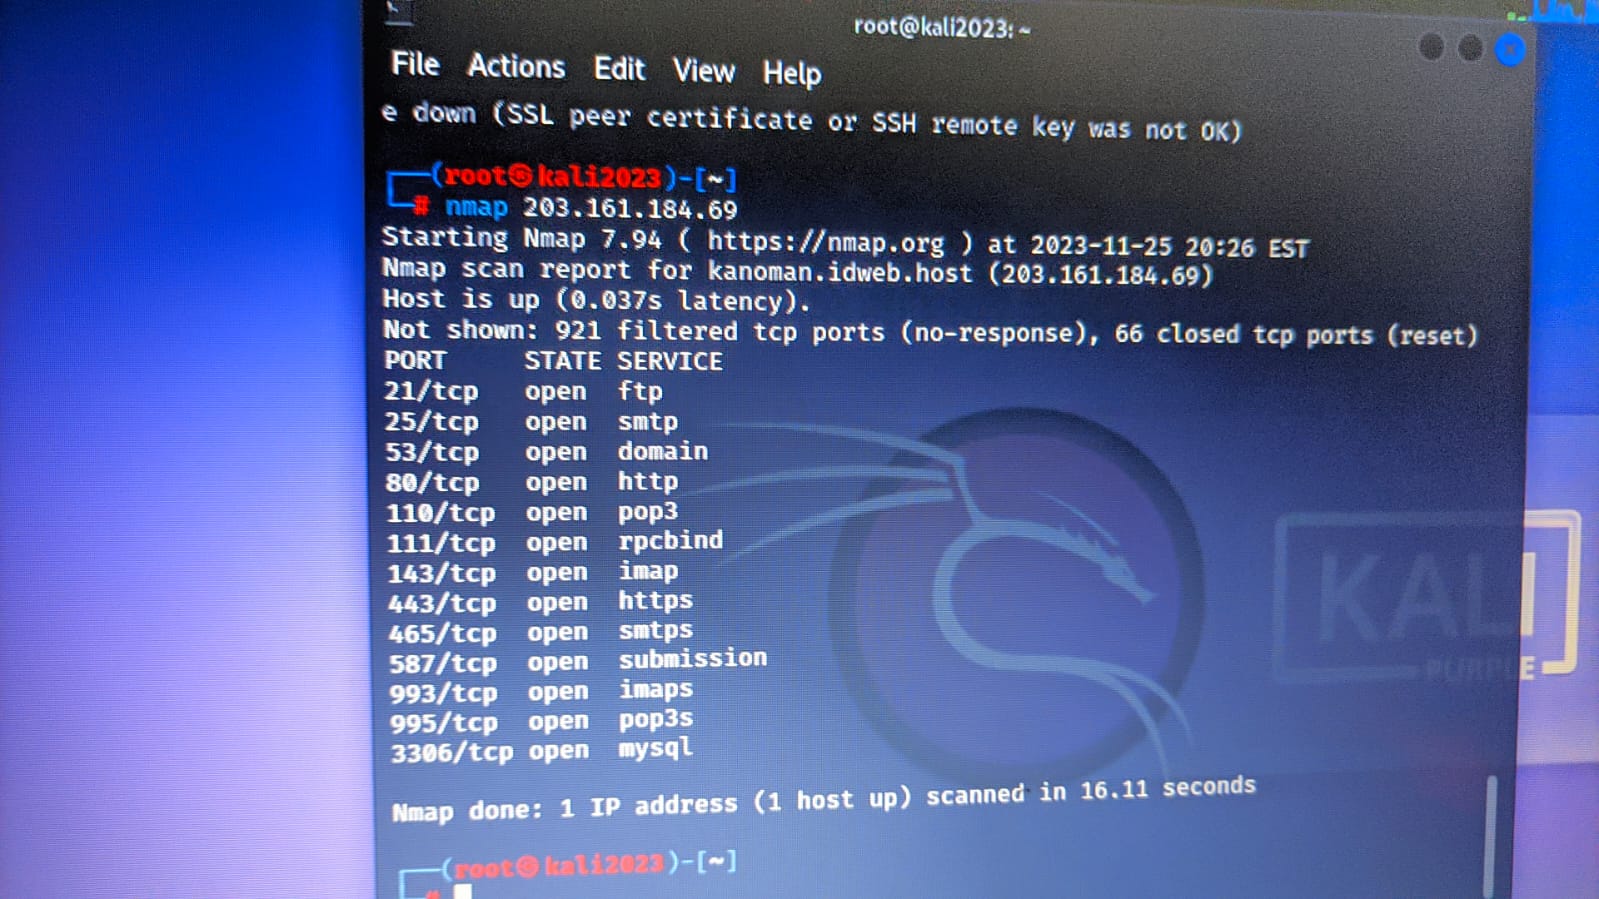 root@kali2023: ~
File Actions Edit View Help
e down (SSL peer certificate or SSH remote key was not OK)
┌──(root㉿kali2023)-[~]
└─# nmap 203.161.184.69
Starting Nmap 7.94 ( https://nmap.org ) at 2023-11-25 20:26 EST
Nmap scan report for kanoman.idweb.host (203.161.184.69)
Host is up (0.037s latency).
Not shown: 921 filtered tcp ports (no-response), 66 closed tcp ports (reset)
PORT STATE SERVICE
21/tcp open ftp
25/tcp open smtp
53/tcp open domain
80/tcp open http
110/tcp open pop3
111/tcp open rpcbind
143/tcp open imap
443/tcp open https
465/tcp open smtps
587/tcp open submission
993/tcp open imaps
995/tcp open pop3s
3306/tcp open mysql
Nmap done: 1 IP address (1 host up) scanned in 16.11 seconds
┌──(root㉿kali2023)-[~]
└─#
KALI
PURPLE